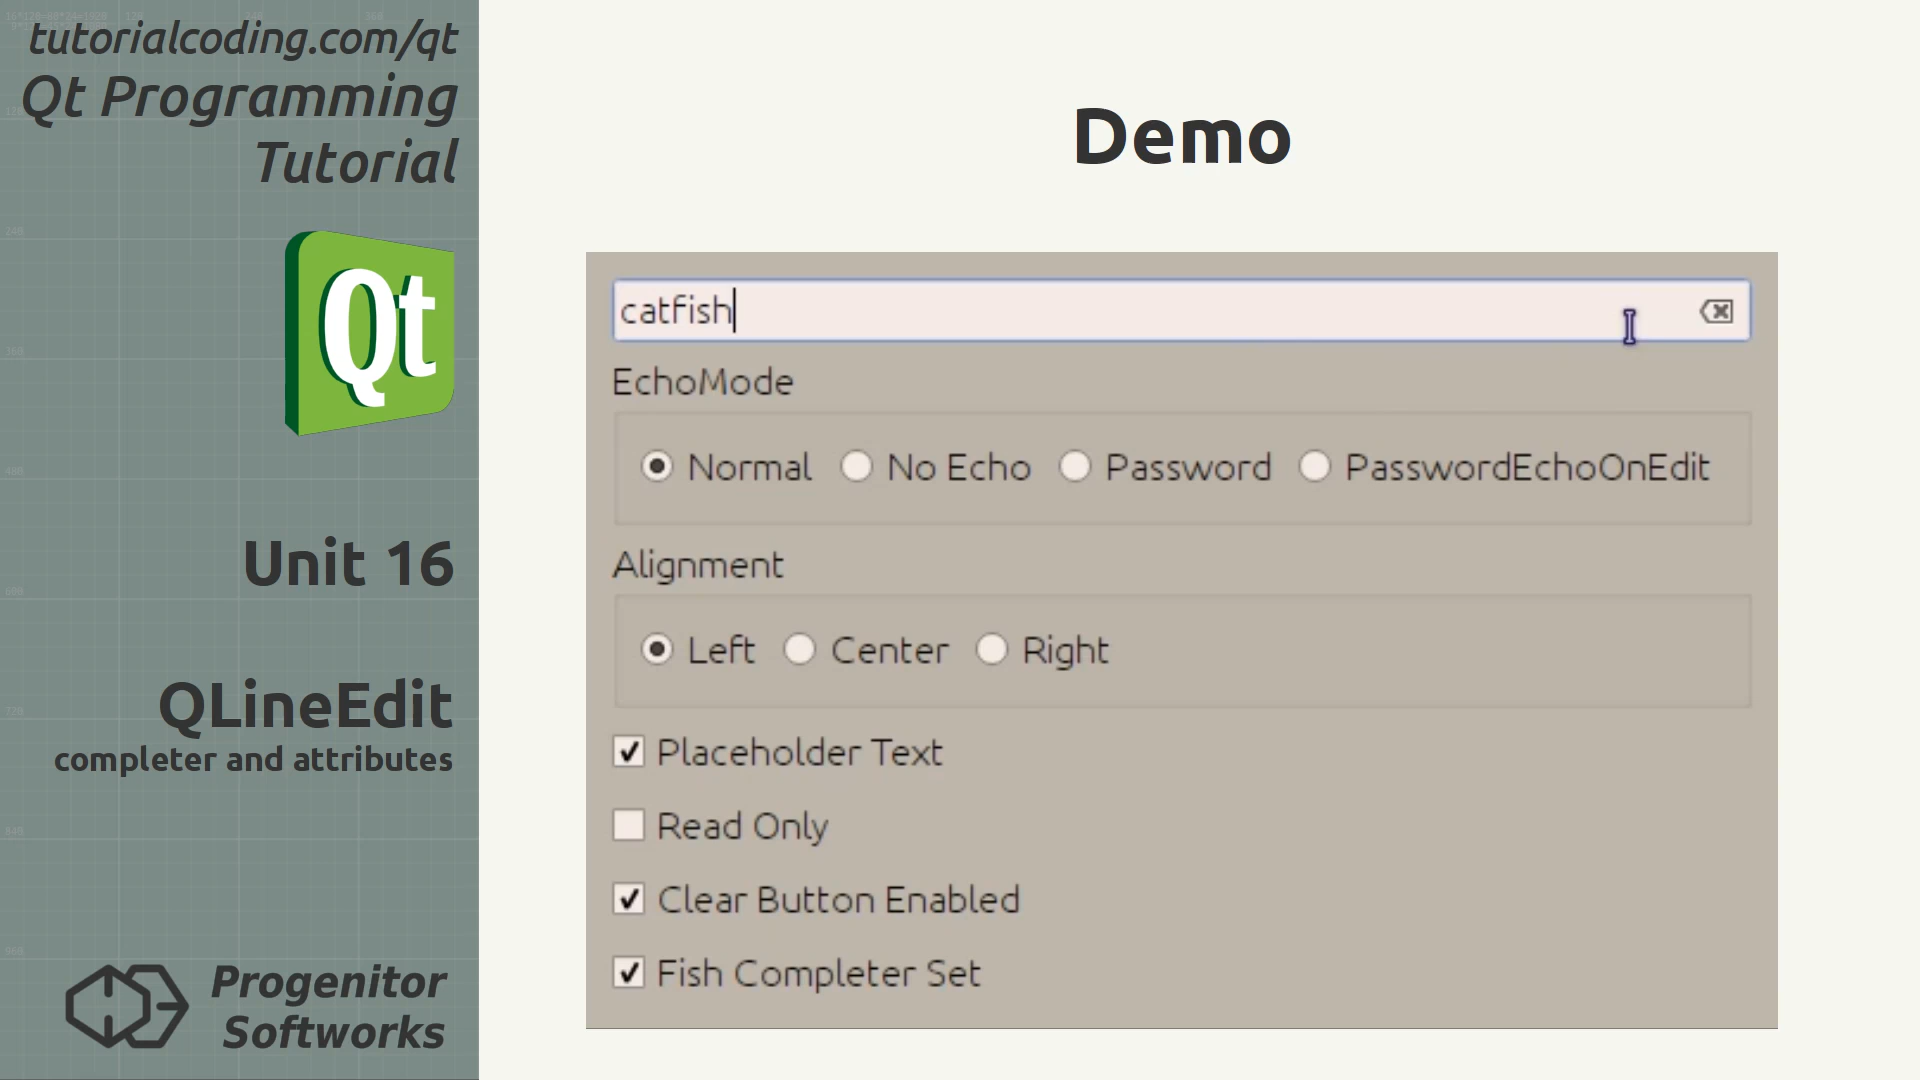 tutorialcoding.com/qt
Qt Programming
Tutorial
Qt
Unit 16
QLineEdit
completer and attributes
Progenitor
Softworks
Demo
catfish
EchoMode
Normal No Echo Password PasswordEchoOnEdit
Alignment
Left Center Right
Placeholder Text
Read Only
Clear Button Enabled
Fish Completer Set